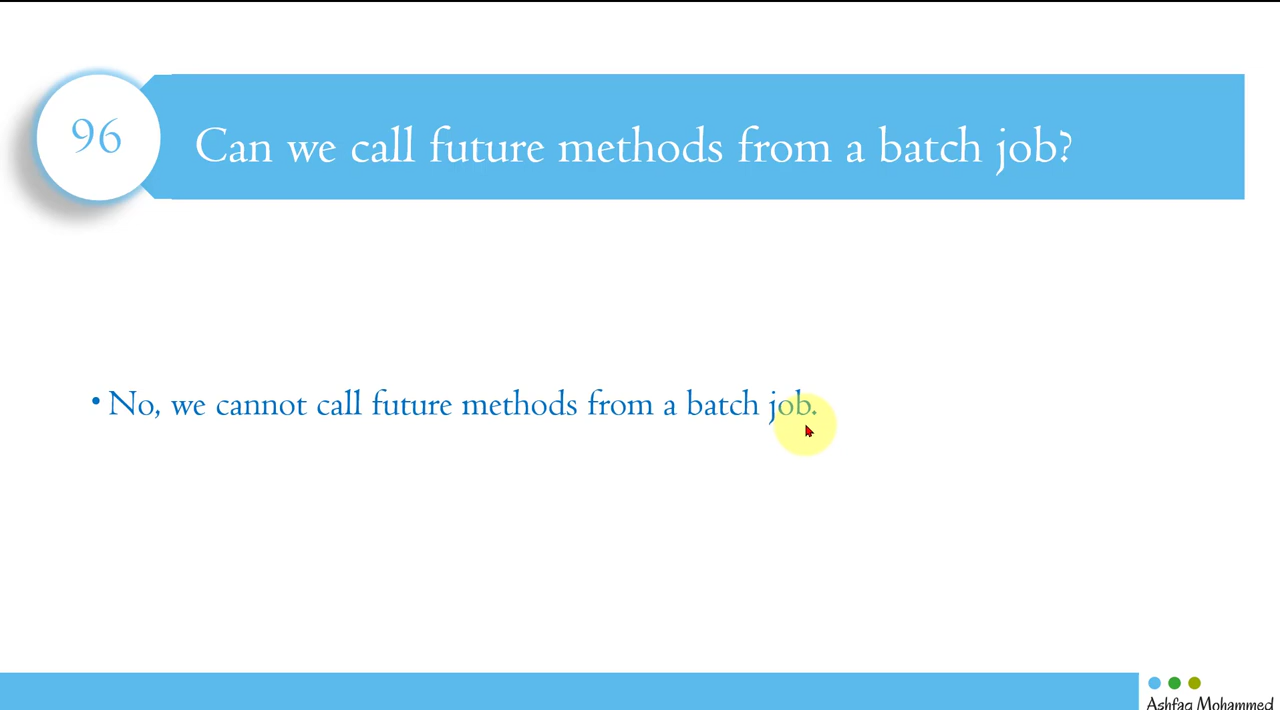 96
Can we call future methods from a batch job?
• No, we cannot call future methods from a batch job.
Ashfaq Mohammed